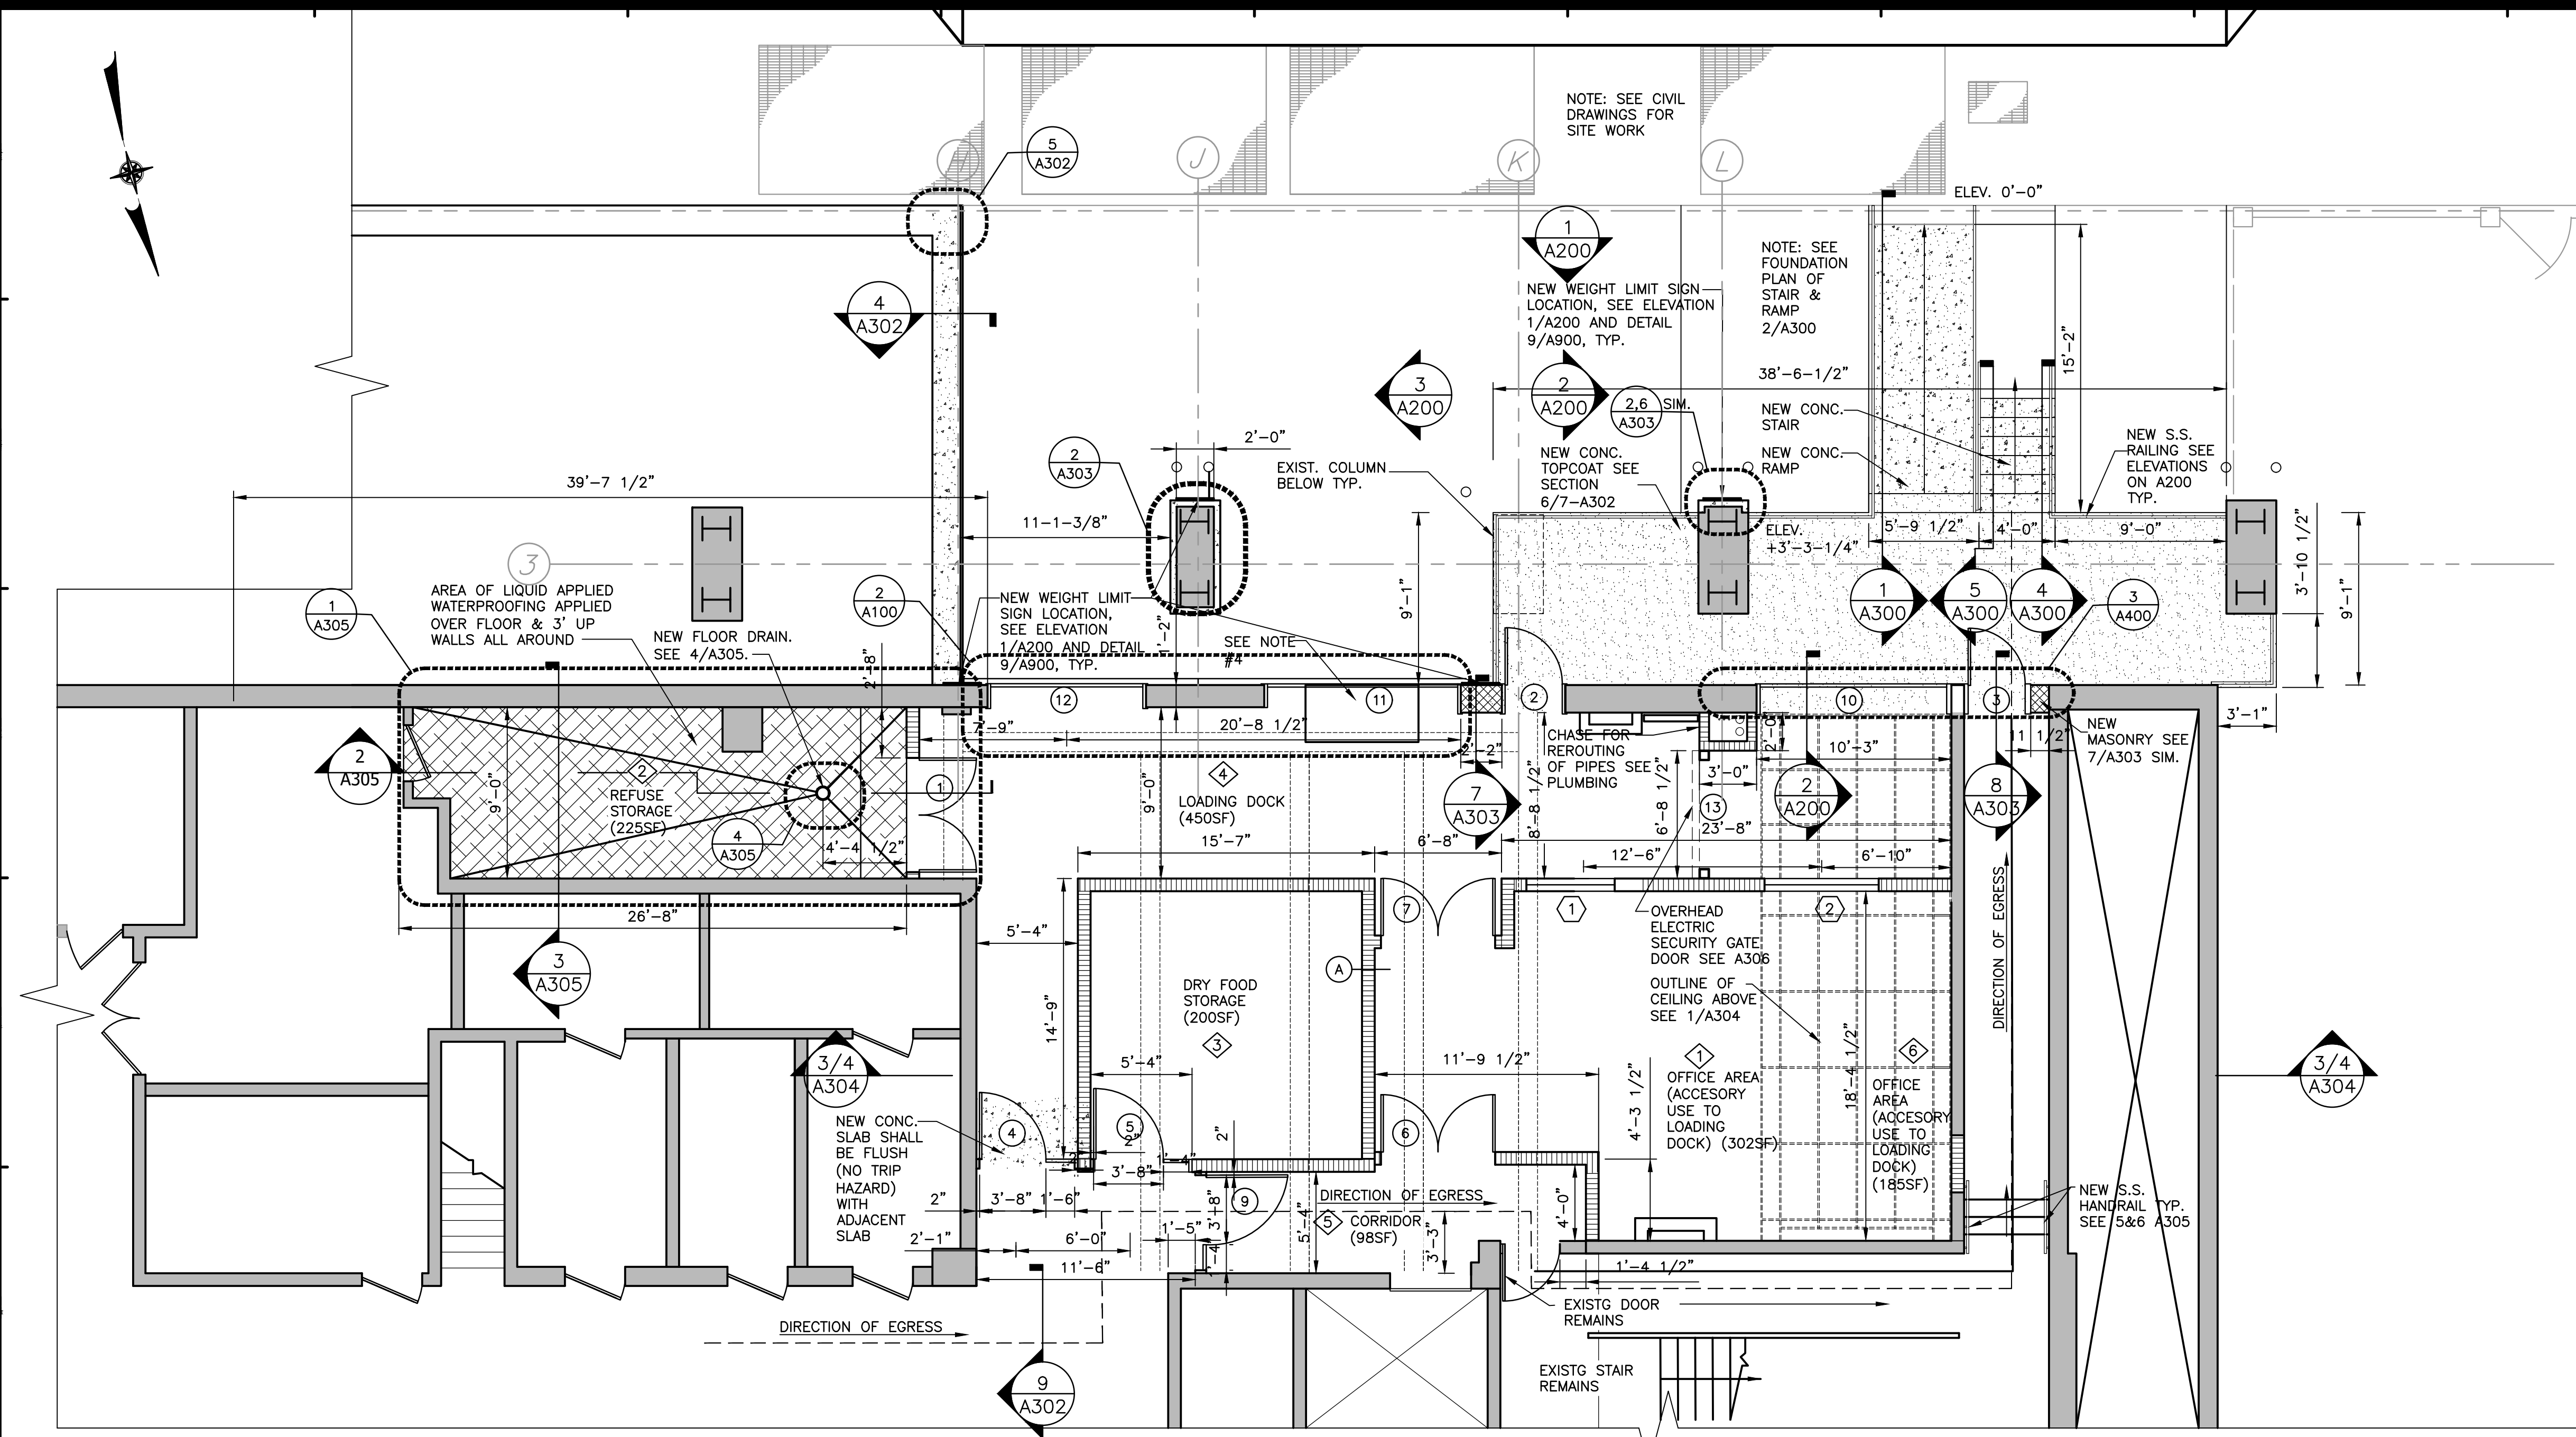 NOTE: SEE CIVIL
DRAWINGS FOR
SITE WORK
5
A302
H
J
K
L
ELEV. 0'-0"
1
A200
NEW WEIGHT LIMIT SIGN
LOCATION, SEE ELEVATION
1/A200 AND DETAIL
9/A900, TYP.
NOTE: SEE
FOUNDATION
PLAN OF
STAIR &
RAMP
2/A300
15'-2"
4
A302
3
A200
2
A200
2,6
A303
SIM.
38'-6-1/2"
NEW CONC.
STAIR
NEW CONC.
RAMP
NEW S.S.
RAILING SEE
ELEVATIONS
ON A200
TYP.
2'-0"
2
A303
EXIST. COLUMN
BELOW TYP.
NEW CONC.
TOPCOAT SEE
SECTION
6/7-A302
39'-7 1/2"
11-1-3/8"
ELEV.
+3'-3-1/4"
5'-9 1/2"
4'-0"
9'-0"
3'-10 1/2"
9'-1"
3
1
A305
AREA OF LIQUID APPLIED
WATERPROOFING APPLIED
OVER FLOOR & 3' UP
WALLS ALL AROUND
NEW FLOOR DRAIN.
SEE 4/A305.
2
A100
NEW WEIGHT LIMIT
SIGN LOCATION,
SEE ELEVATION
1/A200 AND DETAIL
9/A900, TYP.
1'-2"
SEE NOTE
#4
9'-1"
1
A300
5
A300
4
A300
3
A400
2'-8"
12
11
2
10
3
3'-1"
7'-9"
20'-8 1/2"
2'-2"
CHASE FOR
REROUTING
OF PIPES SEE
PLUMBING
2'-0"
10'-3"
11 1/2"
NEW
MASONRY SEE
7/A303 SIM.
2
A305
9'-0"
2
REFUSE
STORAGE
(225SF)
4
A305
4'-4 1/2"
1
9'-0"
4
LOADING DOCK
(450SF)
7
A303
8'-8 1/2"
6'-8 1/2"
3'-0"
13
2
A200
8
A303
23'-8"
15'-7"
6'-8"
12'-6"
6'-10"
26'-8"
5'-4"
7
1
2
OVERHEAD
ELECTRIC
SECURITY GATE
DOOR SEE A306
DIRECTION OF EGRESS
3
A305
A
DRY FOOD
STORAGE
(200SF)
3
OUTLINE OF
CEILING ABOVE
SEE 1/A304
14'-9"
5'-4"
11'-9 1/2"
18'-4 1/2"
3/4
A304
3/4
A304
1
OFFICE AREA
(ACCESORY
USE TO
LOADING
DOCK) (302SF)
6
OFFICE
AREA
(ACCESORY
USE TO
LOADING
DOCK)
(185SF)
4'-3 1/2"
NEW CONC.
SLAB SHALL
BE FLUSH
(NO TRIP
HAZARD)
WITH
ADJACENT
SLAB
4
5
2"
2"
6
2"
1'-4"
3'-8"
2"
3'-8"
1'-6"
9
3'-8"
DIRECTION OF EGRESS
5
CORRIDOR
(98SF)
5'-4"
3'-3"
4'-0"
NEW S.S.
HANDRAIL TYP.
SEE 5&6 A305
2'-1"
6'-0"
1'-5"
1'-4"
11'-6"
1'-4 1/2"
EXISTG DOOR
REMAINS
DIRECTION OF EGRESS
EXISTG STAIR
REMAINS
9
A302